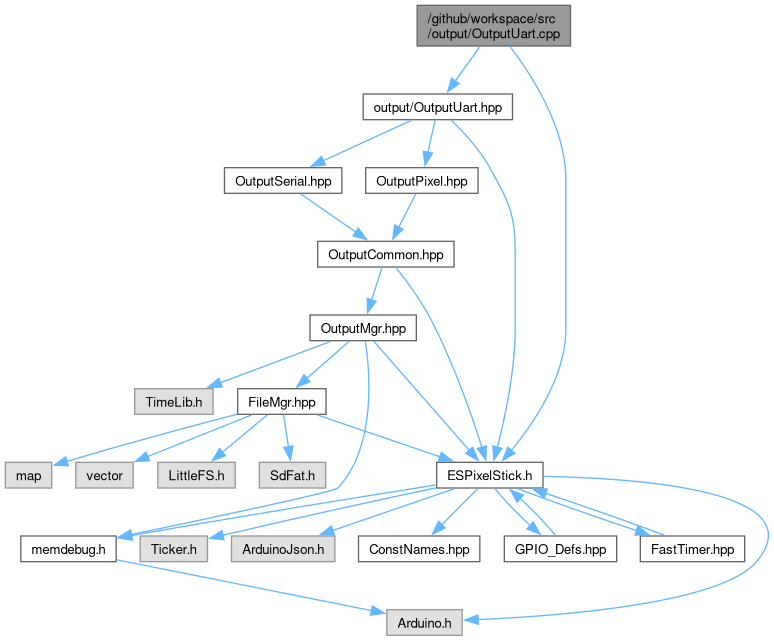 /github/workspace/src
/output/OutputUart.cpp
output/OutputUart.hpp
OutputSerial.hpp
OutputPixel.hpp
OutputCommon.hpp
OutputMgr.hpp
TimeLib.h
FileMgr.hpp
map
vector
LittleFS.h
SdFat.h
ESPixelStick.h
memdebug.h
Ticker.h
ArduinoJson.h
ConstNames.hpp
GPIO_Defs.hpp
FastTimer.hpp
Arduino.h